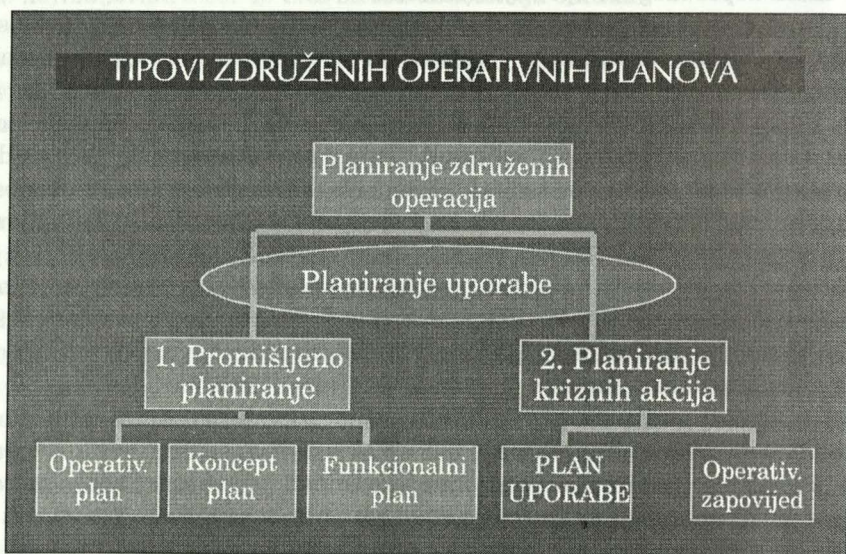 TIPOVI ZDRUŽENIH OPERATIVNIH PLANOVA
Planiranje združenih
operacija
Planiranje uporabe
1. Promišljeno
planiranje
2. Planiranje
kriznih akcija
Operativ.
plan
Koncept
plan
Funkcionalni
plan
PLAN
UPORABE
Operativ.
zapovijed